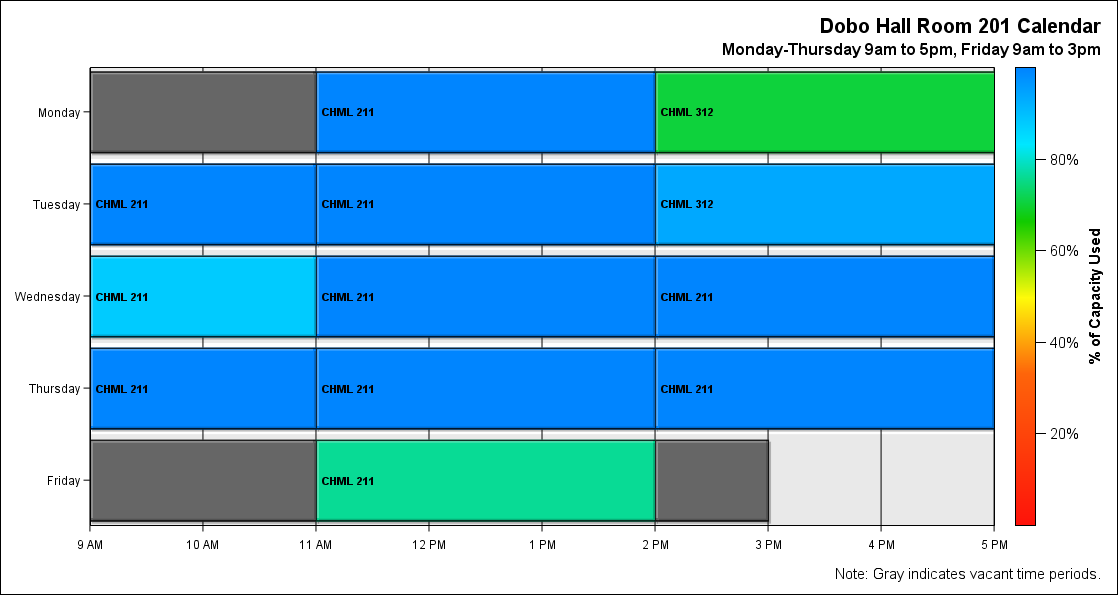 Dobo Hall Room 201 Calendar
Monday-Thursday 9am to 5pm, Friday 9am to 3pm
Monday
CHML 211
CHML 312
Tuesday
CHML 211
CHML 211
CHML 312
Wednesday
CHML 211
CHML 211
CHML 211
Thursday
CHML 211
CHML 211
CHML 211
Friday
CHML 211
9 AM
10 AM
11 AM
12 PM
1 PM
2 PM
3 PM
4 PM
5 PM
80%
60%
40%
20%
% of Capacity Used
Note: Gray indicates vacant time periods.